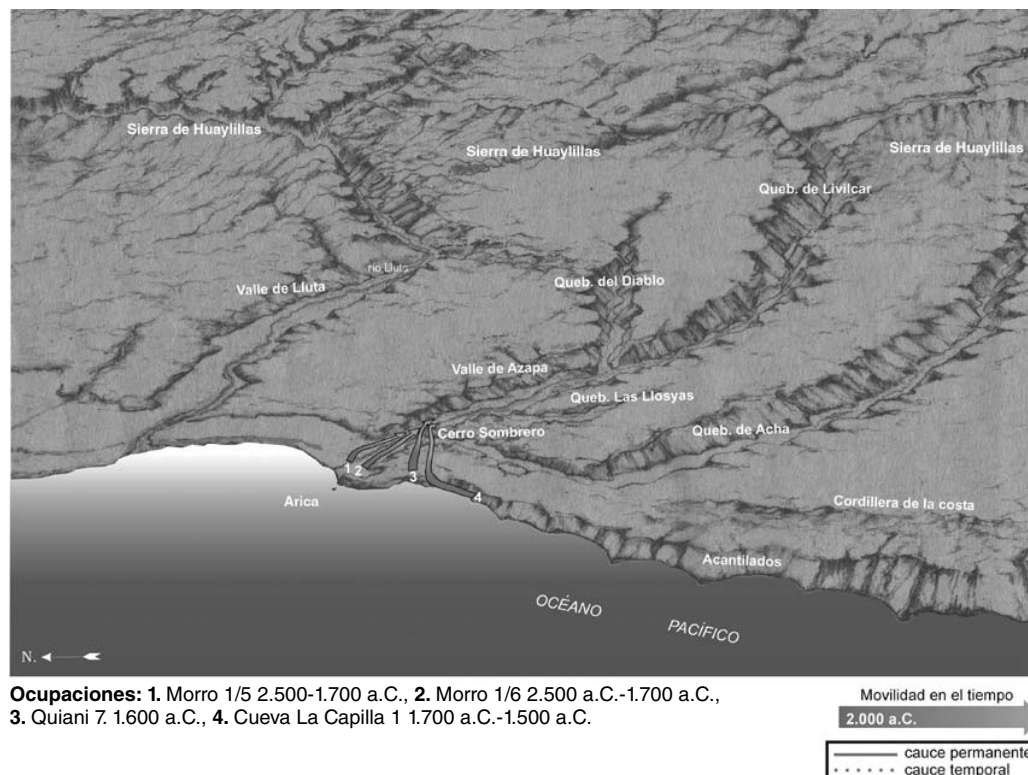 Sierra de Huaylillas
Sierra de Huaylillas
Sierra de Huaylillas
Queb. de Livilcar
río Lluta
Valle de Lluta
Queb. del Diablo
Valle de Azapa
Queb. Las Llosyas
Cerro Sombrero
Queb. de Acha
1
2
3
4
Arica
Cordillera de la costa
Acantilados
OCÉANO
PACÍFICO
N.
Ocupaciones: 1. Morro 1/5 2.500-1.700 a.C., 2. Morro 1/6 2.500 a.C.-1.700 a.C.,
3. Quiani 7. 1.600 a.C., 4. Cueva La Capilla 1 1.700 a.C.-1.500 a.C.
Movilidad en el tiempo
2.000 a.C.
cauce permanente
cauce temporal